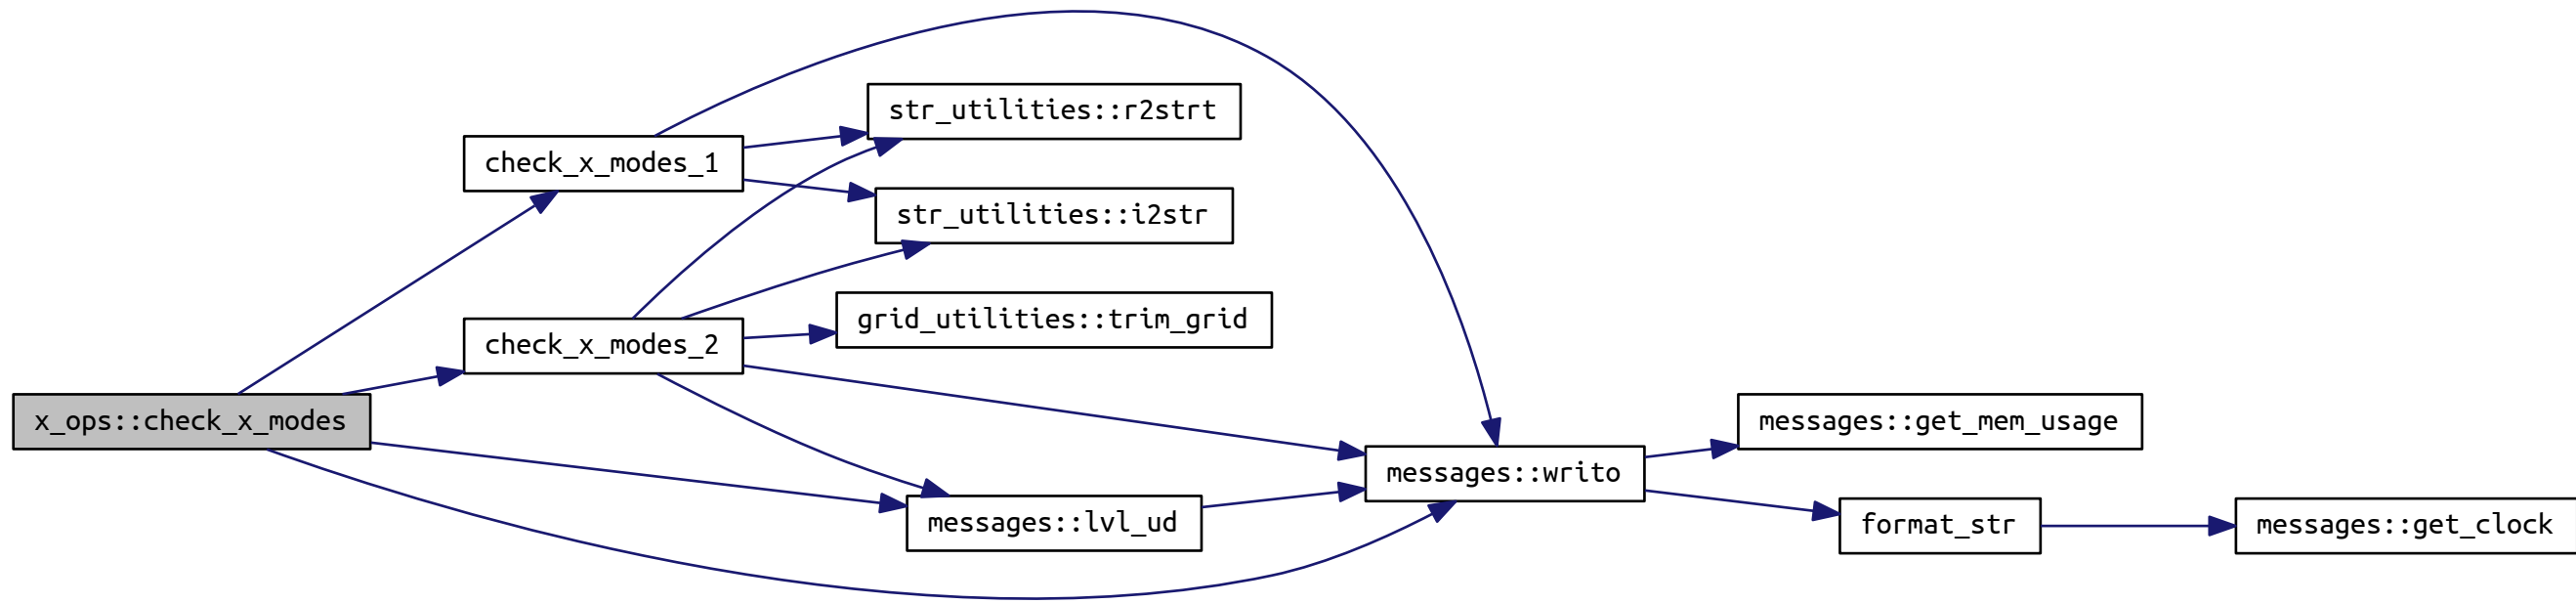 x_ops::check_x_modes
check_x_modes_1
check_x_modes_2
str_utilities::r2strt
str_utilities::i2str
grid_utilities::trim_grid
messages::lvl_ud
messages::writo
messages::get_mem_usage
format_str
messages::get_clock